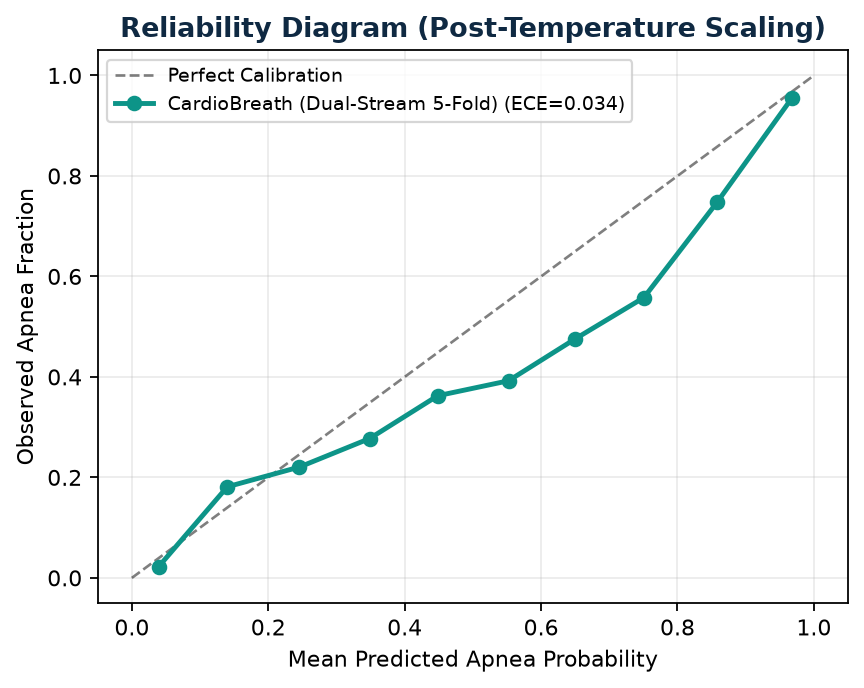 Reliability Diagram (Post-Temperature Scaling)
Perfect Calibration
CardioBreath (Dual-Stream 5-Fold) (ECE=0.034)
Observed Apnea Fraction
1.0
0.8
0.6
0.4
0.2
0.0
0.0 0.2 0.4 0.6 0.8 1.0
Mean Predicted Apnea Probability